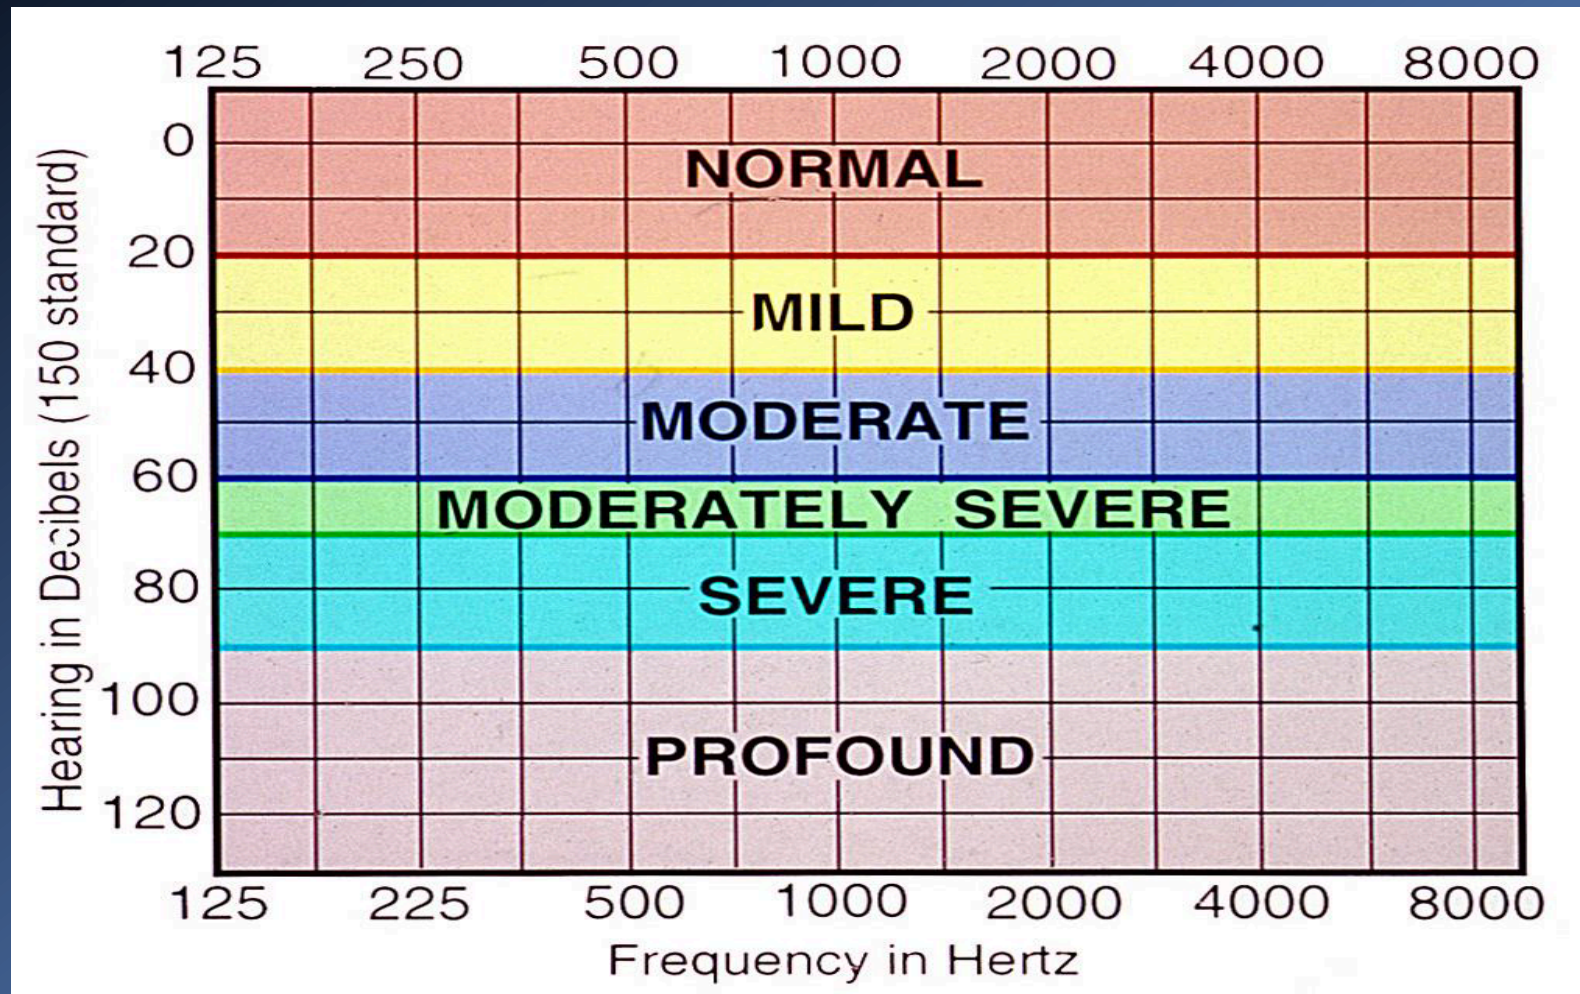 125 250 500 1000 2000 4000 8000
0
NORMAL
20
MILD
40
MODERATE
60
MODERATELY SEVERE
80
SEVERE
100
PROFOUND
120
Hearing in Decibels (150 standard)
125 225 500 1000 2000 4000 8000
Frequency in Hertz